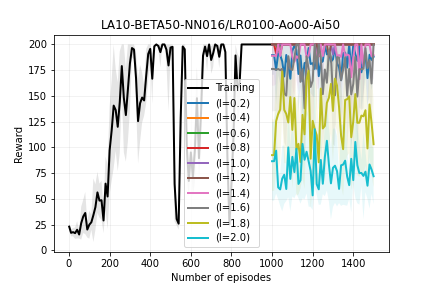 LA10-BETA50-NN016/LR0100-Ao00-Ai50
Reward
200
175
150
125
100
75
50
25
0
Training
(l=0.2)
(l=0.4)
(l=0.6)
(l=0.8)
(l=1.0)
(l=1.2)
(l=1.4)
(l=1.6)
(l=1.8)
(l=2.0)
0 200 400 600 800 1000 1200 1400
Number of episodes